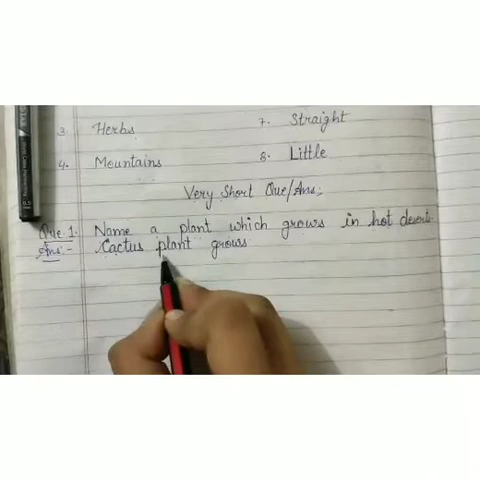 3. Herbs 7. Straight
4. Mountains 8. Little
Very Short Que/Ans:
Que. 1. Name a plant which grows in hot desert.
Ans:- Cactus plant grows